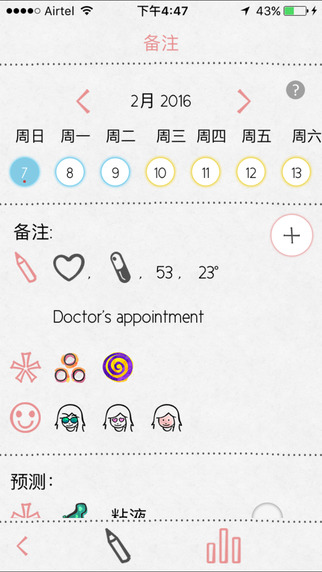 Airtel 下午4:47 43%
备注
2月 2016
?
周日 周一 周二 周三 周四 周五 周六
7 8 9 10 11 12 13
备注:
, , 53 , 23°
Doctor's appointment
预测:
粘液